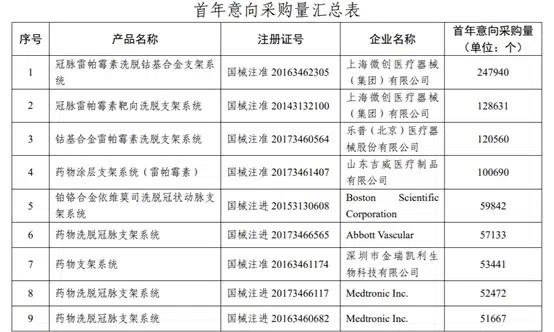 首年意向采购量汇总表
序号 产品名称 注册证号 企业名称 首年意向采购量
(单位:个)
1 冠脉雷帕霉素洗脱钴基合金支架系
统 国械注准 20163462305 上海微创医疗器械
(集团)有限公司 247940
2 冠脉雷帕霉素靶向洗脱支架系统 国械注准 20143132100 上海微创医疗器械
(集团)有限公司 128631
3 钴基合金雷帕霉素洗脱支架系统 国械注准 20173460564 乐普(北京)医疗器
械股份有限公司 120560
4 药物涂层支架系统(雷帕霉素) 国械注准 20173461407 山东吉威医疗制品
有限公司 100690
5 铂铬合金依维莫司洗脱冠状动脉支
架系统 国械注进 20153130608 Boston Scientific
Corporation 59842
6 药物洗脱冠脉支架系统 国械注进 20173466565 Abbott Vascular 57133
7 药物支架系统 国械注准 20163461174 深圳市金瑞凯利生
物科技有限公司 53441
8 药物洗脱冠脉支架系统 国械注进 20173466117 Medtronic Inc. 52472
9 药物洗脱冠脉支架系统 国械注进 20163460682 Medtronic Inc. 51667